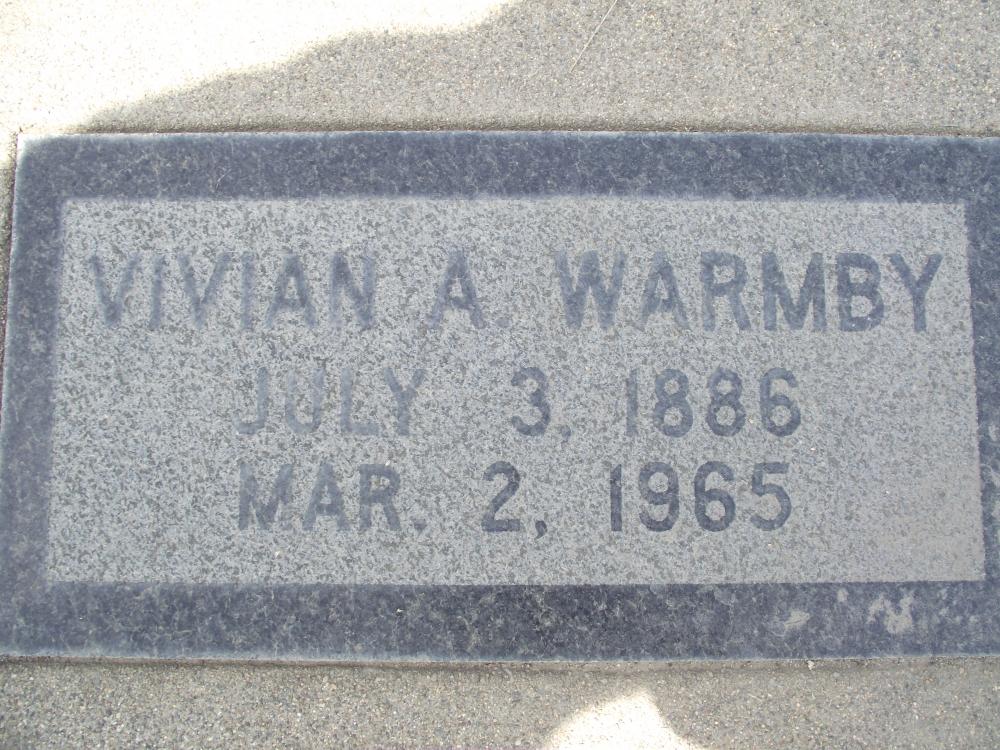 VIVIAN A. WARMBY
JULY 3, 1886
MAR. 2, 1965